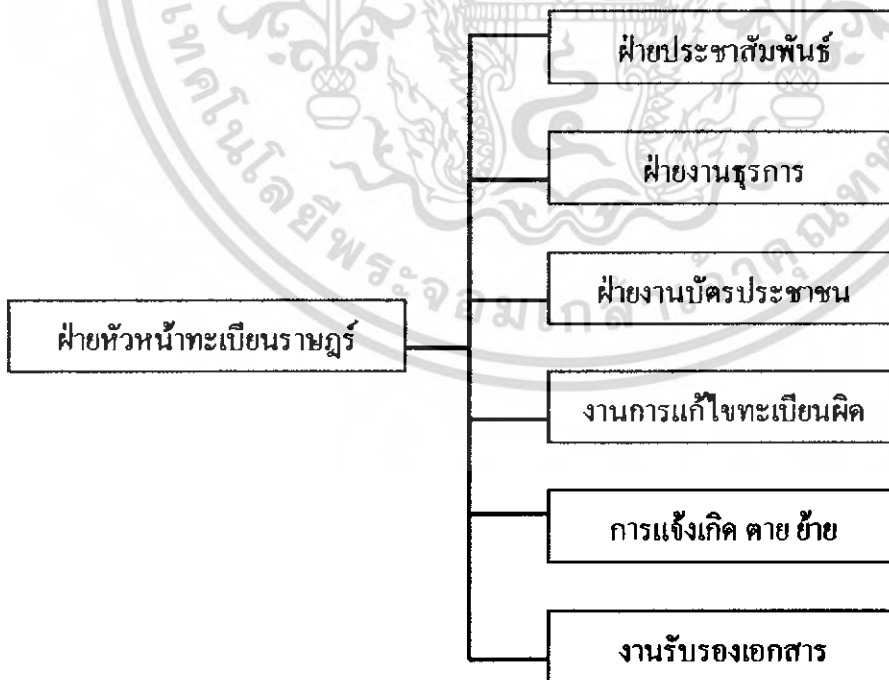 ฝ่ายประชาสัมพันธ์
ฝ่ายงานธุรการ
ฝ่ายงานบัตรประชาชน
ฝ่ายหัวหน้าทะเบียนราษฎร์
งานการแก้ไขทะเบียนผิด
การแจ้งเกิด ตาย ย้าย
งานรับรองเอกสาร